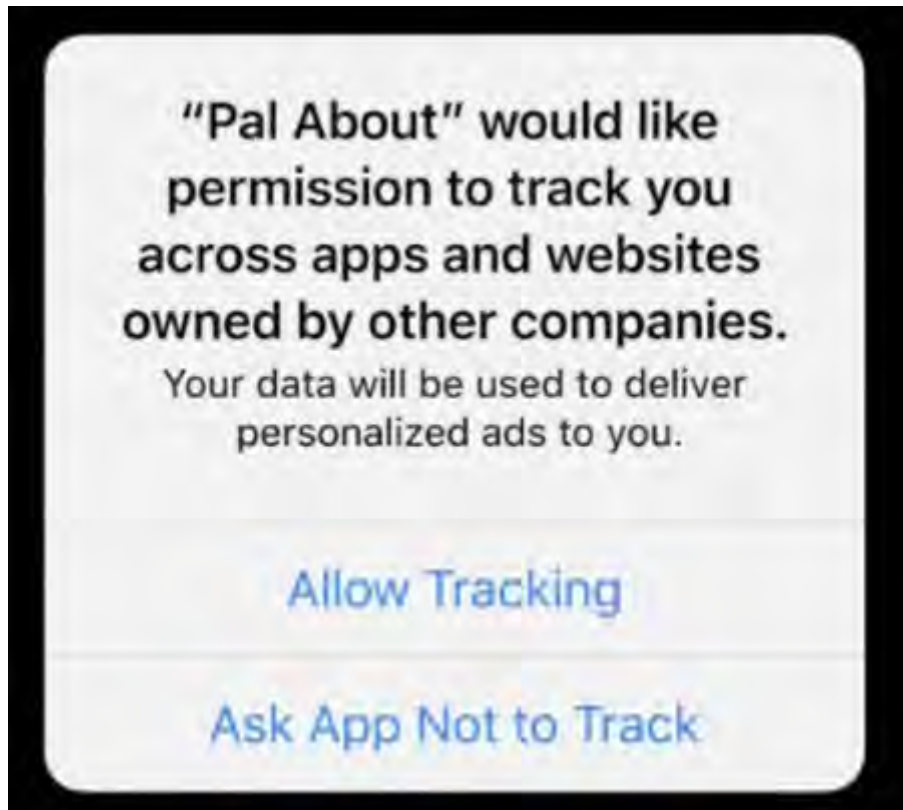 “Pal About” would like
permission to track you
across apps and websites
owned by other companies.
Your data will be used to deliver
personalized ads to you.
Allow Tracking
Ask App Not to Track